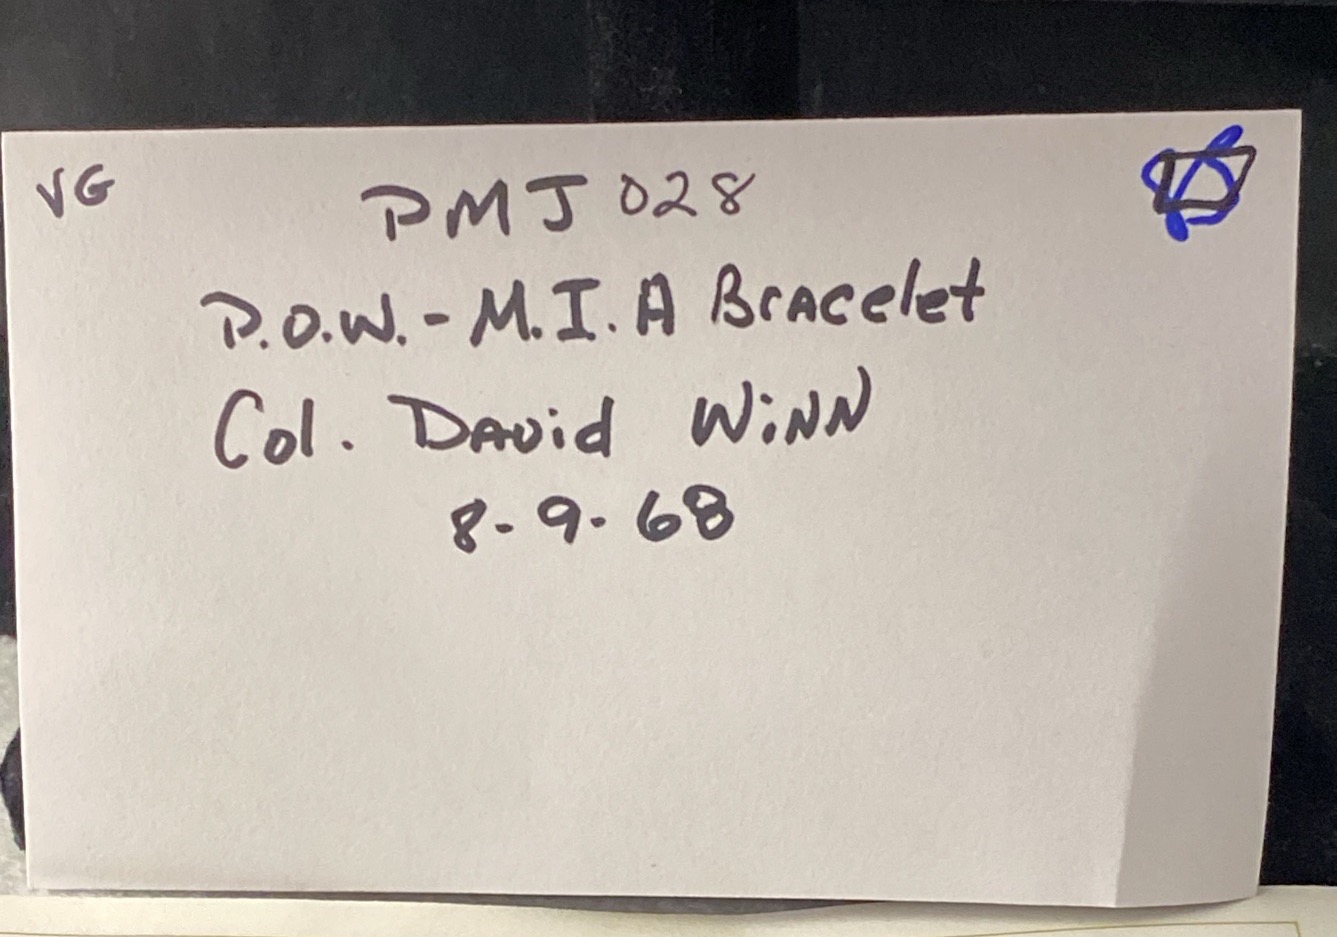 VG
PMJ 028
P.O.W. - M.I.A Bracelet
Col. David Winn
8-9-68